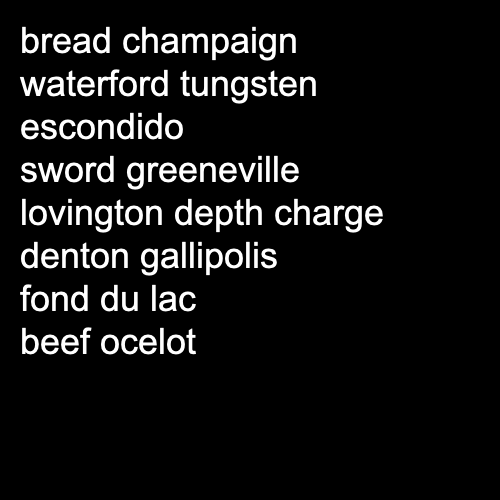 bread champaign
waterford tungsten
escondido
sword greeneville
lovington depth charge
denton gallipolis
fond du lac
beef ocelot